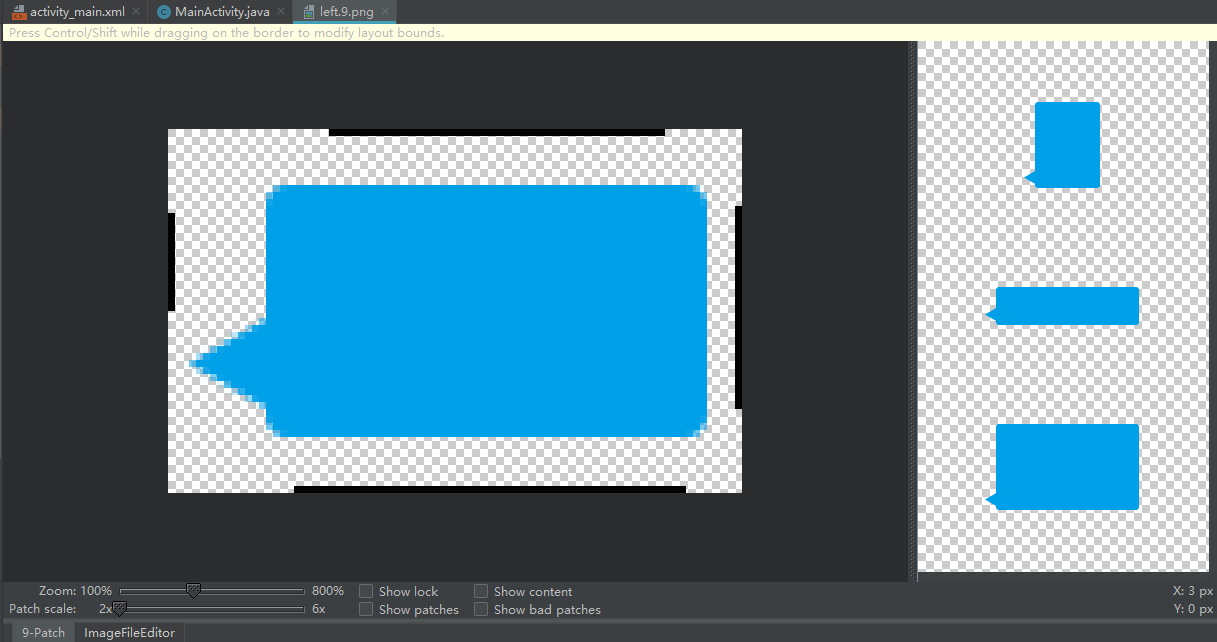 activity_main.xml MainActivity.java left.9.png
Press Control/Shift while dragging on the border to modify layout bounds.
Zoom: 100% 800% Show lock Show content X: 3 px
Patch scale: 2x 6x Show patches Show bad patches Y: 0 px
9-Patch ImageFileEditor